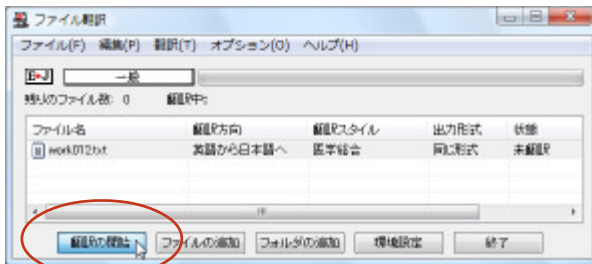 ファイル翻訳
ファイル(F) 編集(P) 翻訳(T) オプション(O) ヘルプ(H)
E▸J 一般
残りのファイル数: 0 翻訳中:
ファイル名 翻訳方向 翻訳スタイル 出力形式 状態
work012.txt 英語から日本語へ 医学総合 同じ形式 未翻訳
翻訳の開始 ファイルの追加 フォルダの追加 環境設定 終了